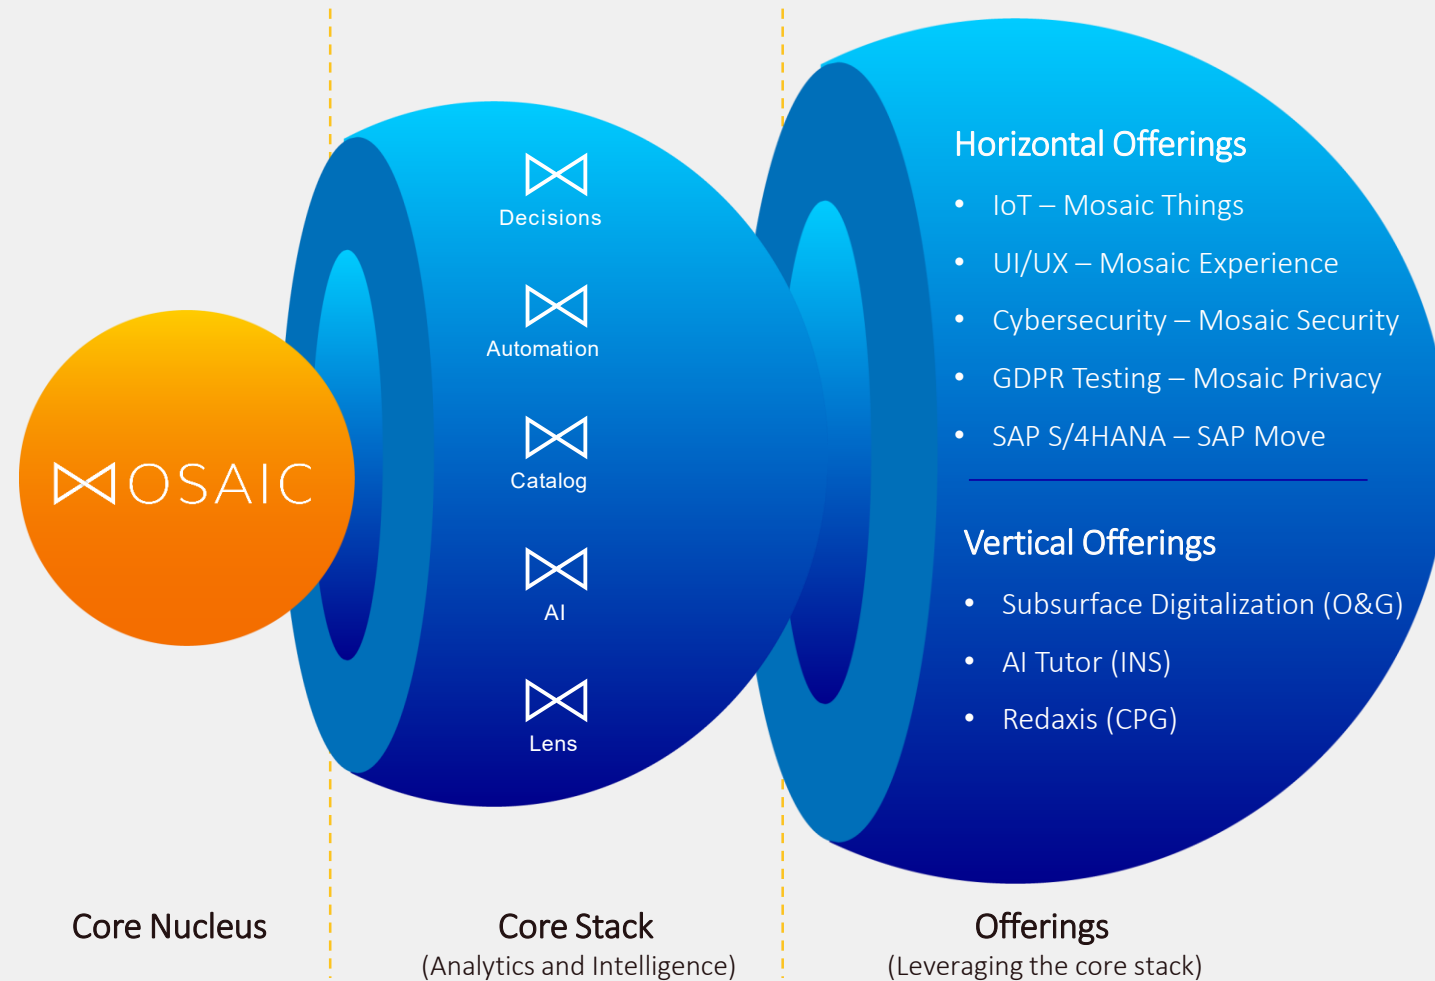 MOSAIC
Decisions
Automation
Catalog
AI
Lens
Horizontal Offerings
• IoT – Mosaic Things
• UI/UX – Mosaic Experience
• Cybersecurity – Mosaic Security
• GDPR Testing – Mosaic Privacy
• SAP S/4HANA – SAP Move
Vertical Offerings
• Subsurface Digitalization (O&G)
• AI Tutor (INS)
• Redaxis (CPG)
Core Nucleus
Core Stack
(Analytics and Intelligence)
Offerings
(Leveraging the core stack)